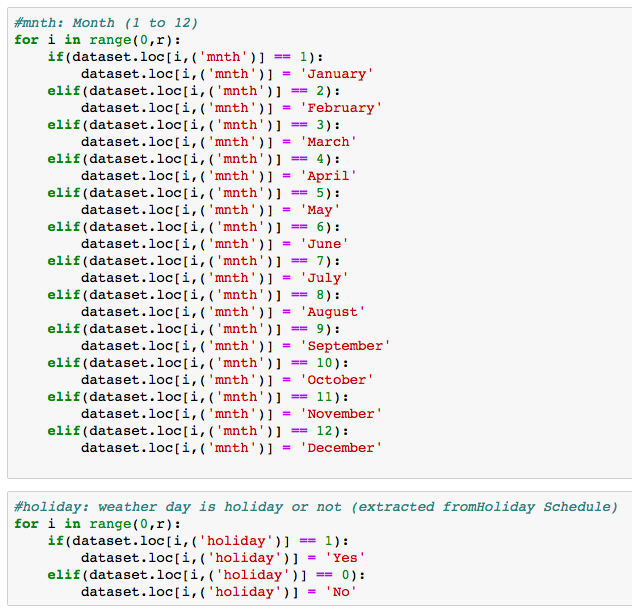 #mnth: Month (1 to 12)
for i in range(0,r):
    if(dataset.loc[i,('mnth')] == 1):
        dataset.loc[i,('mnth')] = 'January'
    elif(dataset.loc[i,('mnth')] == 2):
        dataset.loc[i,('mnth')] = 'February'
    elif(dataset.loc[i,('mnth')] == 3):
        dataset.loc[i,('mnth')] = 'March'
    elif(dataset.loc[i,('mnth')] == 4):
        dataset.loc[i,('mnth')] = 'April'
    elif(dataset.loc[i,('mnth')] == 5):
        dataset.loc[i,('mnth')] = 'May'
    elif(dataset.loc[i,('mnth')] == 6):
        dataset.loc[i,('mnth')] = 'June'
    elif(dataset.loc[i,('mnth')] == 7):
        dataset.loc[i,('mnth')] = 'July'
    elif(dataset.loc[i,('mnth')] == 8):
        dataset.loc[i,('mnth')] = 'August'
    elif(dataset.loc[i,('mnth')] == 9):
        dataset.loc[i,('mnth')] = 'September'
    elif(dataset.loc[i,('mnth')] == 10):
        dataset.loc[i,('mnth')] = 'October'
    elif(dataset.loc[i,('mnth')] == 11):
        dataset.loc[i,('mnth')] = 'November'
    elif(dataset.loc[i,('mnth')] == 12):
        dataset.loc[i,('mnth')] = 'December'
#holiday: weather day is holiday or not (extracted fromHoliday Schedule)
for i in range(0,r):
    if(dataset.loc[i,('holiday')] == 1):
        dataset.loc[i,('holiday')] = 'Yes'
    elif(dataset.loc[i,('holiday')] == 0):
        dataset.loc[i,('holiday')] = 'No'